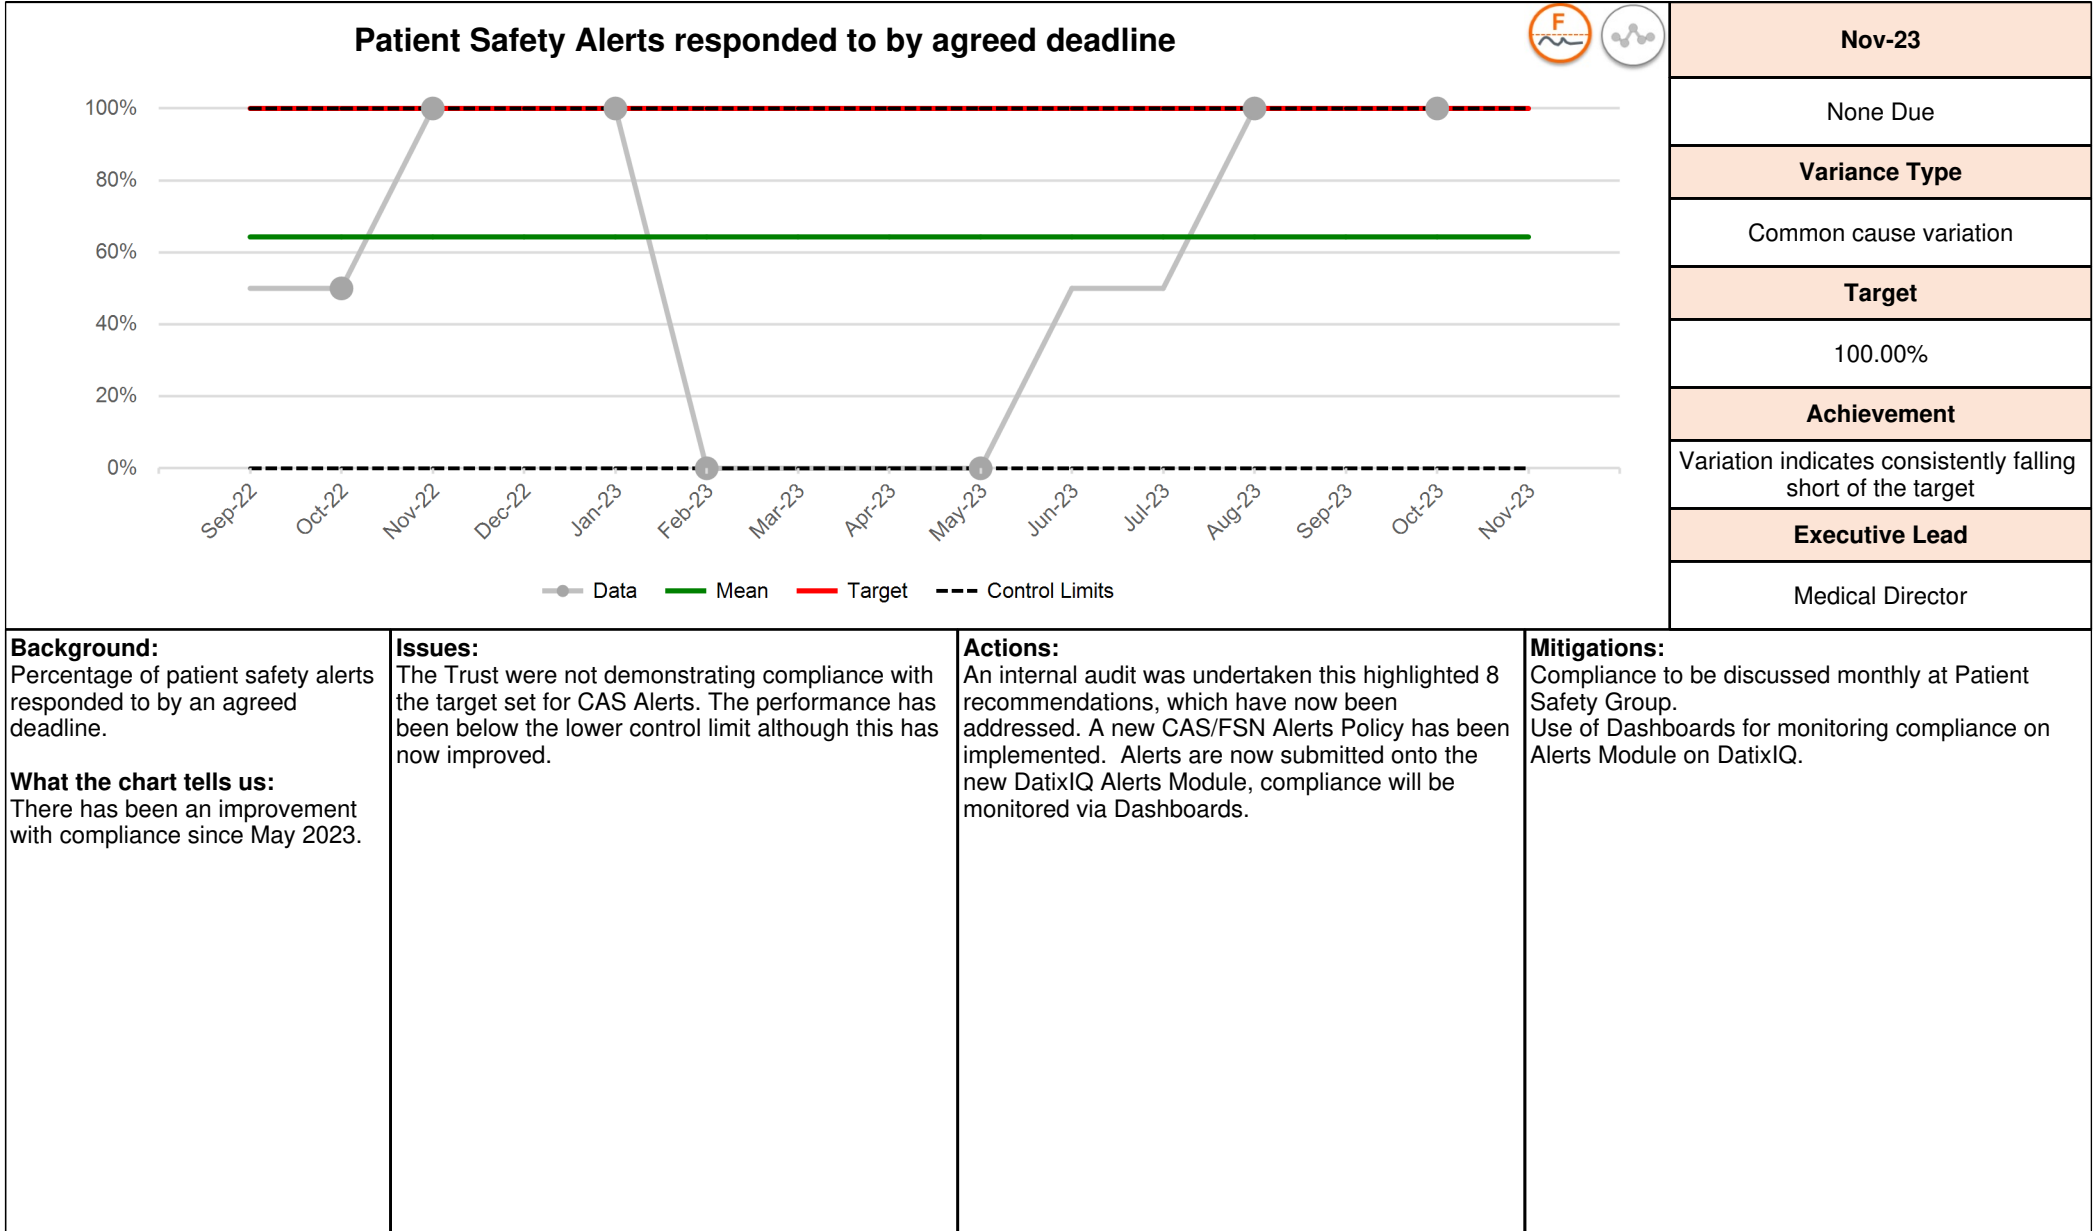 Patient Safety Alerts responded to by agreed deadline
F
100%
80%
60%
40%
20%
0%
Sep-22
Oct-22
Nov-22
Dec-22
Jan-23
Feb-23
Mar-23
Apr-23
May-23
Jun-23
Jul-23
Aug-23
Sep-23
Oct-23
Nov-23
Data
Mean
Target
Control Limits
Nov-23
None Due
Variance Type
Common cause variation
Target
100.00%
Achievement
Variation indicates consistently falling
short of the target
Executive Lead
Medical Director
Background:
Percentage of patient safety alerts
responded to by an agreed
deadline.
What the chart tells us:
There has been an improvement
with compliance since May 2023.
Issues:
The Trust were not demonstrating compliance with
the target set for CAS Alerts. The performance has
been below the lower control limit although this has
now improved.
Actions:
An internal audit was undertaken this highlighted 8
recommendations, which have now been
addressed. A new CAS/FSN Alerts Policy has been
implemented.  Alerts are now submitted onto the
new DatixIQ Alerts Module, compliance will be
monitored via Dashboards.
Mitigations:
Compliance to be discussed monthly at Patient
Safety Group.
Use of Dashboards for monitoring compliance on
Alerts Module on DatixIQ.